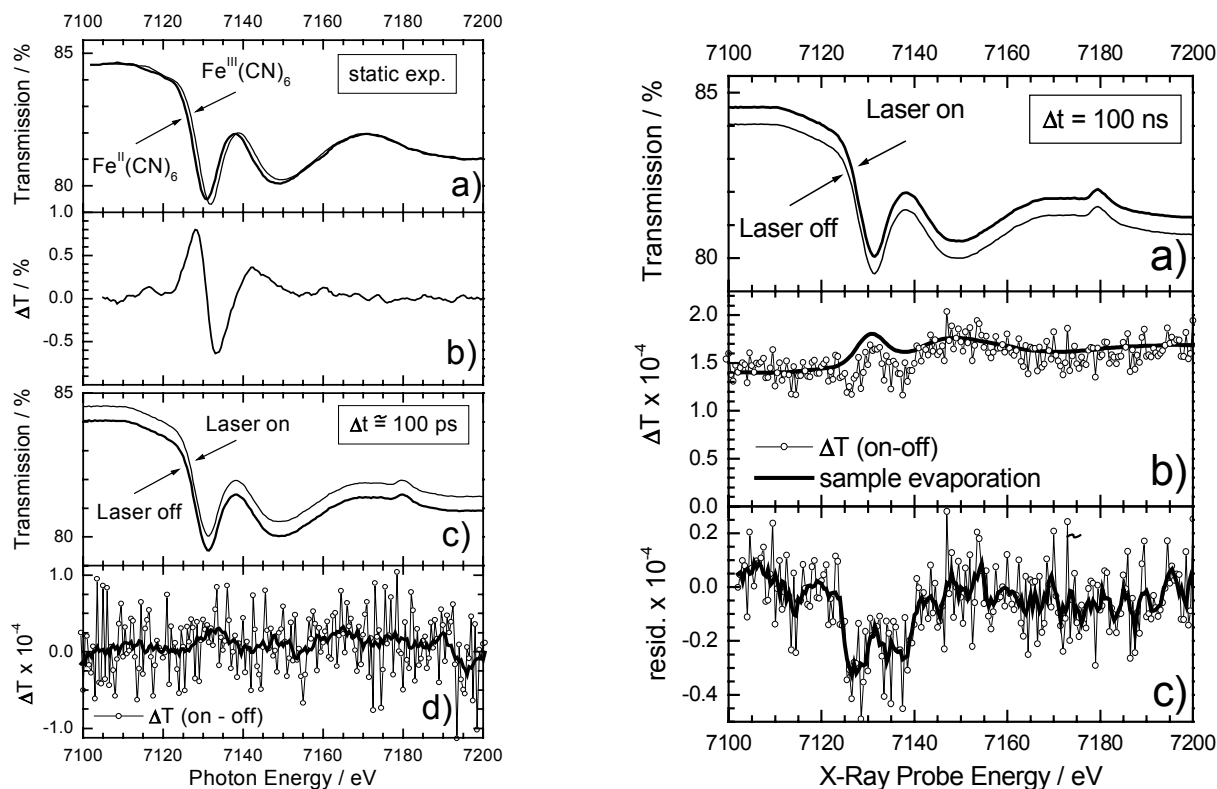 7100 7120 7140 7160 7180 7200
85
80
Transmission / %
Fe^III(CN)6
Fe^II(CN)6
static exp.
a)
1.0
0.5
0.0
-0.5
ΔT / %
b)
85
80
Transmission / %
Laser on
Laser off
Δt ≅ 100 ps
c)
1.0
0.0
-1.0
ΔT x 10^-4
ΔT (on - off)
d)
7100 7120 7140 7160 7180 7200
Photon Energy / eV
7100 7120 7140 7160 7180 7200
85
80
Transmission / %
Laser on
Laser off
Δt = 100 ns
a)
2.0
1.5
1.0
0.5
0.0
ΔT x 10^-4
ΔT (on-off)
sample evaporation
b)
0.2
0.0
-0.2
-0.4
resid. x 10^-4
~
c)
7100 7120 7140 7160 7180 7200
X-Ray Probe Energy / eV